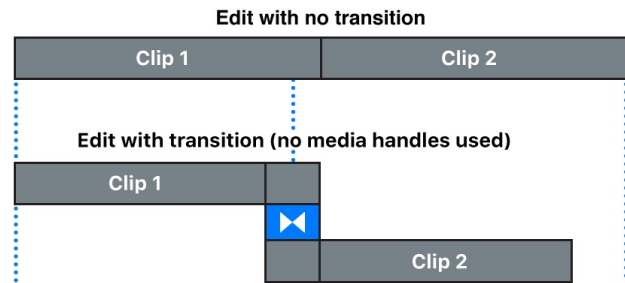 Edit with no transition
Clip 1 Clip 2
Edit with transition (no media handles used)
Clip 1
Clip 2